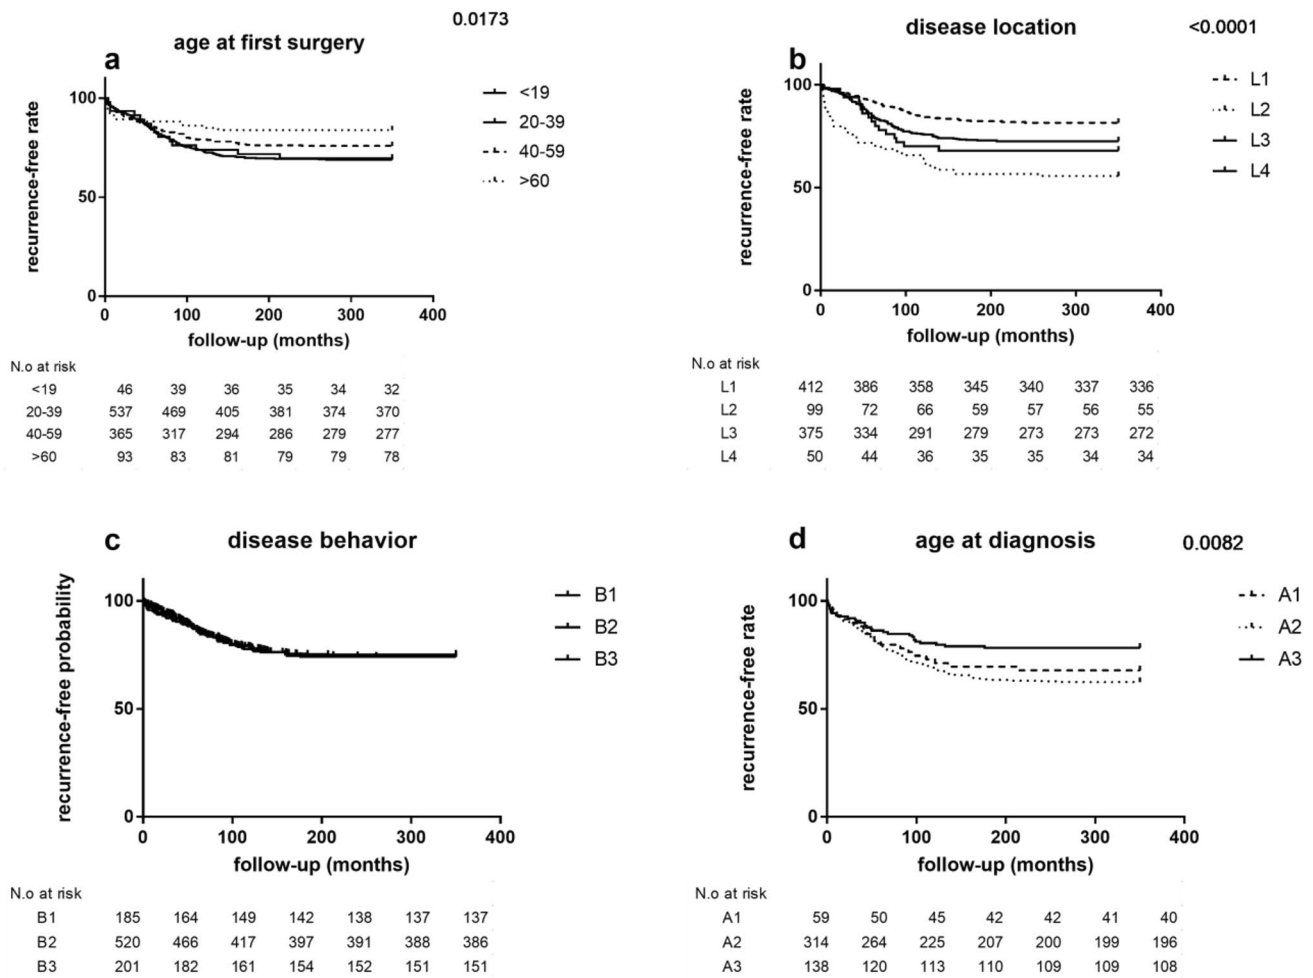 0.0173
age at first surgery
a
recurrence-free rate
100
50
0
0 100 200 300 400
follow-up (months)
<19
20-39
40-59
>60
N.o at risk
<19 46 39 36 35 34 32
20-39 537 469 405 381 374 370
40-59 365 317 294 286 279 277
>60 93 83 81 79 79 78
disease location
<0.0001
b
recurrence-free rate
100
50
0
0 100 200 300 400
follow-up (months)
L1
L2
L3
L4
N.o at risk
L1 412 386 358 345 340 337 336
L2 99 72 66 59 57 56 55
L3 375 334 291 279 273 273 272
L4 50 44 36 35 35 34 34
c
disease behavior
recurrence-free probability
100
50
0
0 100 200 300 400
follow-up (months)
B1
B2
B3
N.o at risk
B1 185 164 149 142 138 137 137
B2 520 466 417 397 391 388 386
B3 201 182 161 154 152 151 151
d
age at diagnosis
0.0082
recurrence-free rate
100
50
0
0 100 200 300 400
follow-up (months)
A1
A2
A3
N.o at risk
A1 59 50 45 42 42 41 40
A2 314 264 225 207 200 199 196
A3 138 120 113 110 109 109 108